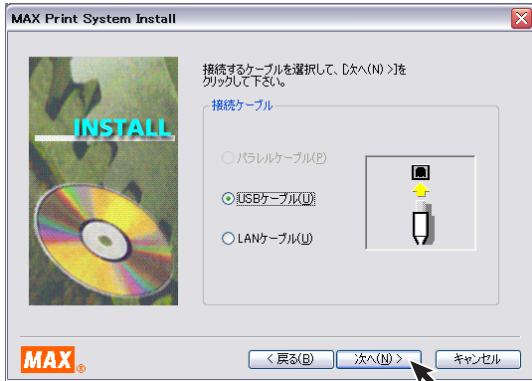 MAX Print System Install
接続するケーブルを選択して、[次へ(N) >]を
クリックして下さい。
INSTALL
接続ケーブル
パラレルケーブル(P)
USBケーブル(U)
LANケーブル(U)
MAX®
< 戻る(B)
次へ(N) >
キャンセル